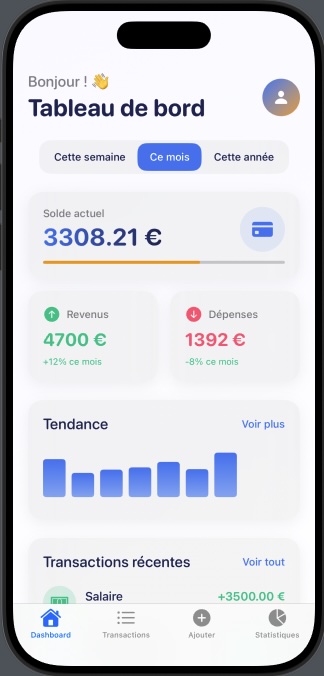 Bonjour ! 👋
Tableau de bord
Cette semaine Ce mois Cette année
Solde actuel
3308.21 €
Revenus
4700 €
+12% ce mois
Dépenses
1392 €
-8% ce mois
Tendance Voir plus
Transactions récentes Voir tout
Salaire +3500.00 €
Dashboard Transactions Ajouter Statistiques